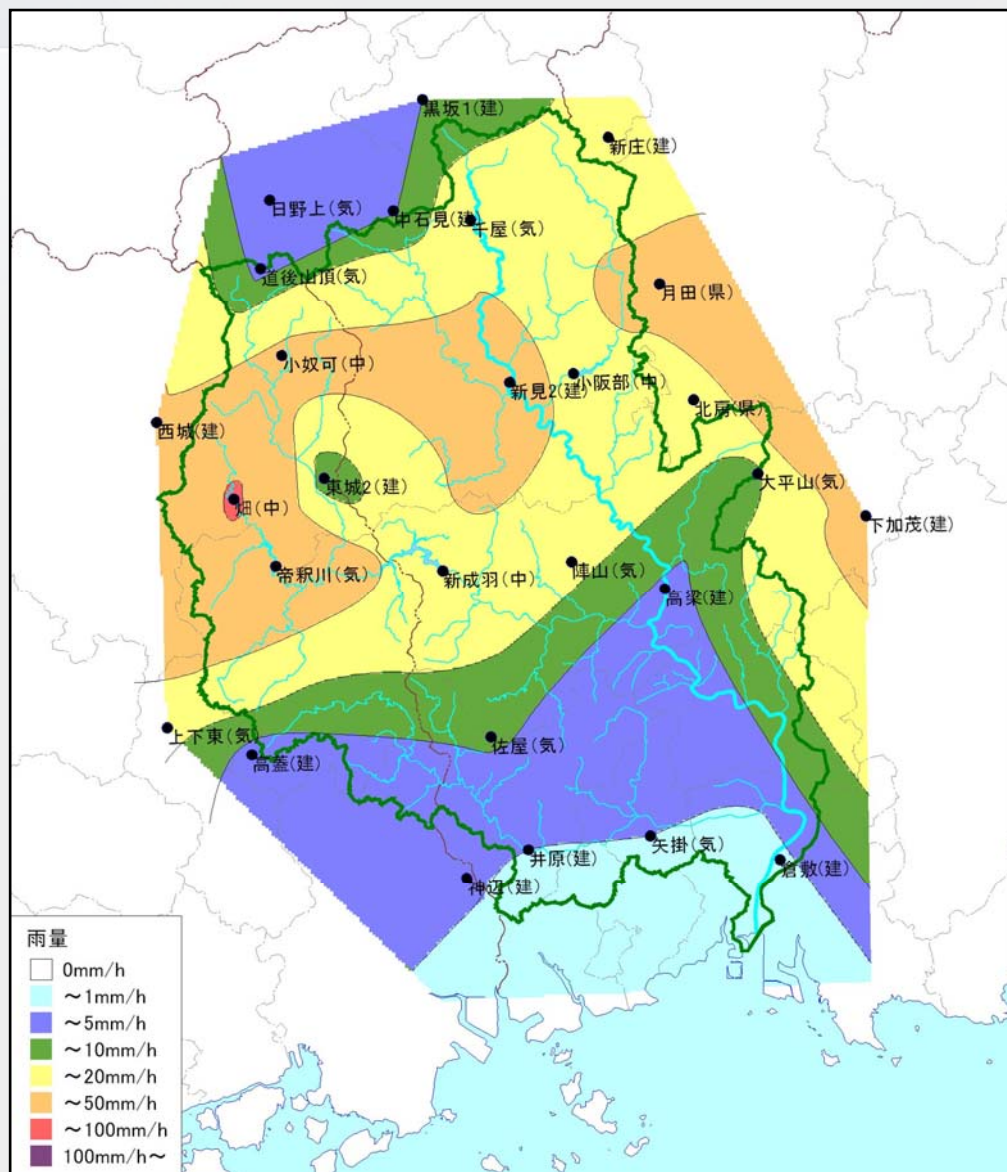 黒坂1(建)
新庄(建)
日野上(気)
中石見(建)
千屋(気)
道後山頂(気)
月田(県)
小奴可(中)
新見2(建)
小阪部(中)
北房(県)
西城(建)
東城2(建)
大平山(気)
畑(中)
下加茂(建)
帝釈川(気)
新成羽(中)
陣山(気)
高梁(建)
上下東(気)
佐屋(気)
高蓋(建)
矢掛(気)
井原(建)
倉敷(建)
神辺(建)
雨量
0mm/h
~1mm/h
~5mm/h
~10mm/h
~20mm/h
~50mm/h
~100mm/h
100mm/h~